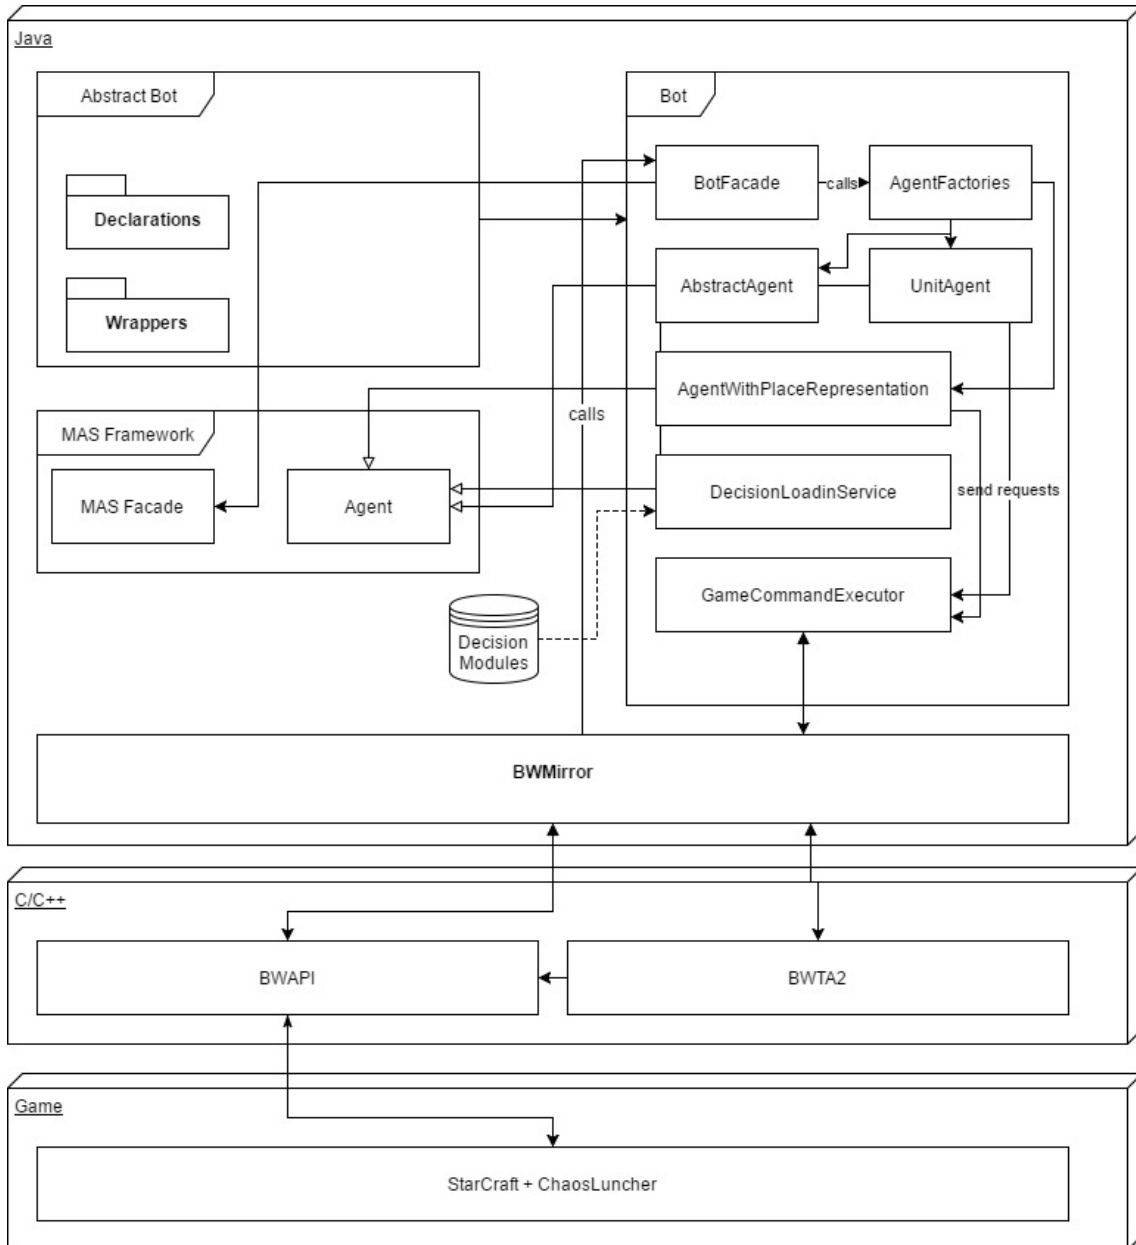 Java
Abstract Bot
Declarations
Wrappers
Bot
BotFacade
calls
AgentFactories
AbstractAgent
UnitAgent
AgentWithPlaceRepresentation
calls
MAS Framework
MAS Facade
Agent
DecisionLoadinService
send requests
GameCommandExecutor
Decision
Modules
BWMirror
C/C++
BWAPI
BWTA2
Game
StarCraft + ChaosLuncher